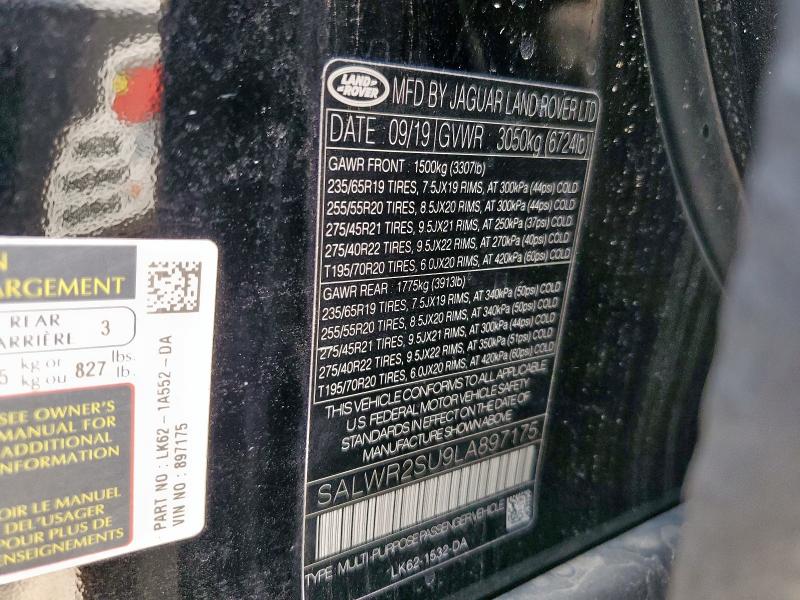 N
ARGEMENT
REAR
ARRIÈRE
3
5 kg or 827 lbs.
kg ou lb.
SEE OWNER'S
MANUAL FOR
ADDITIONAL
INFORMATION
VOIR LE MANUEL
DEL'USAGER
POUR PLUS DE
RENSEIGNEMENTS
PART NO : LK62 - 1A552 - DA
VIN NO : 897175
LAND ROVER
MFD BY JAGUAR LAND ROVER LTD
DATE 09/19 GVWR 3050kg (6724lb)
GAWR FRONT : 1500kg (3307lb)
235/65R19 TIRES, 7.5JX19 RIMS, AT 300kPa (44psi) COLD
255/55R20 TIRES, 8.5JX20 RIMS, AT 300kPa (44psi) COLD
275/45R21 TIRES, 9.5JX21 RIMS, AT 250kPa (37psi) COLD
275/40R22 TIRES, 9.5JX22 RIMS, AT 270kPa (40psi) COLD
T195/70R20 TIRES, 6.0JX20 RIMS, AT 420kPa (60psi) COLD
GAWR REAR : 1775kg (3913lb)
235/65R19 TIRES, 7.5JX19 RIMS, AT 340kPa (50psi) COLD
255/55R20 TIRES, 8.5JX20 RIMS, AT 340kPa (50psi) COLD
275/45R21 TIRES, 9.5JX21 RIMS, AT 300kPa (44psi) COLD
275/40R22 TIRES, 9.5JX22 RIMS, AT 350kPa (51psi) COLD
T195/70R20 TIRES, 6.0JX20 RIMS, AT 420kPa (60psi) COLD
THIS VEHICLE CONFORMS TO ALL APPLICABLE
U.S. FEDERAL MOTOR VEHICLE SAFETY
STANDARDS IN EFFECT ON THE DATE OF
MANUFACTURE SHOWN ABOVE
SALWR2SU9LA897175
TYPE: MULTI-PURPOSE PASSENGER VEHICLE
LK62-1532-DA